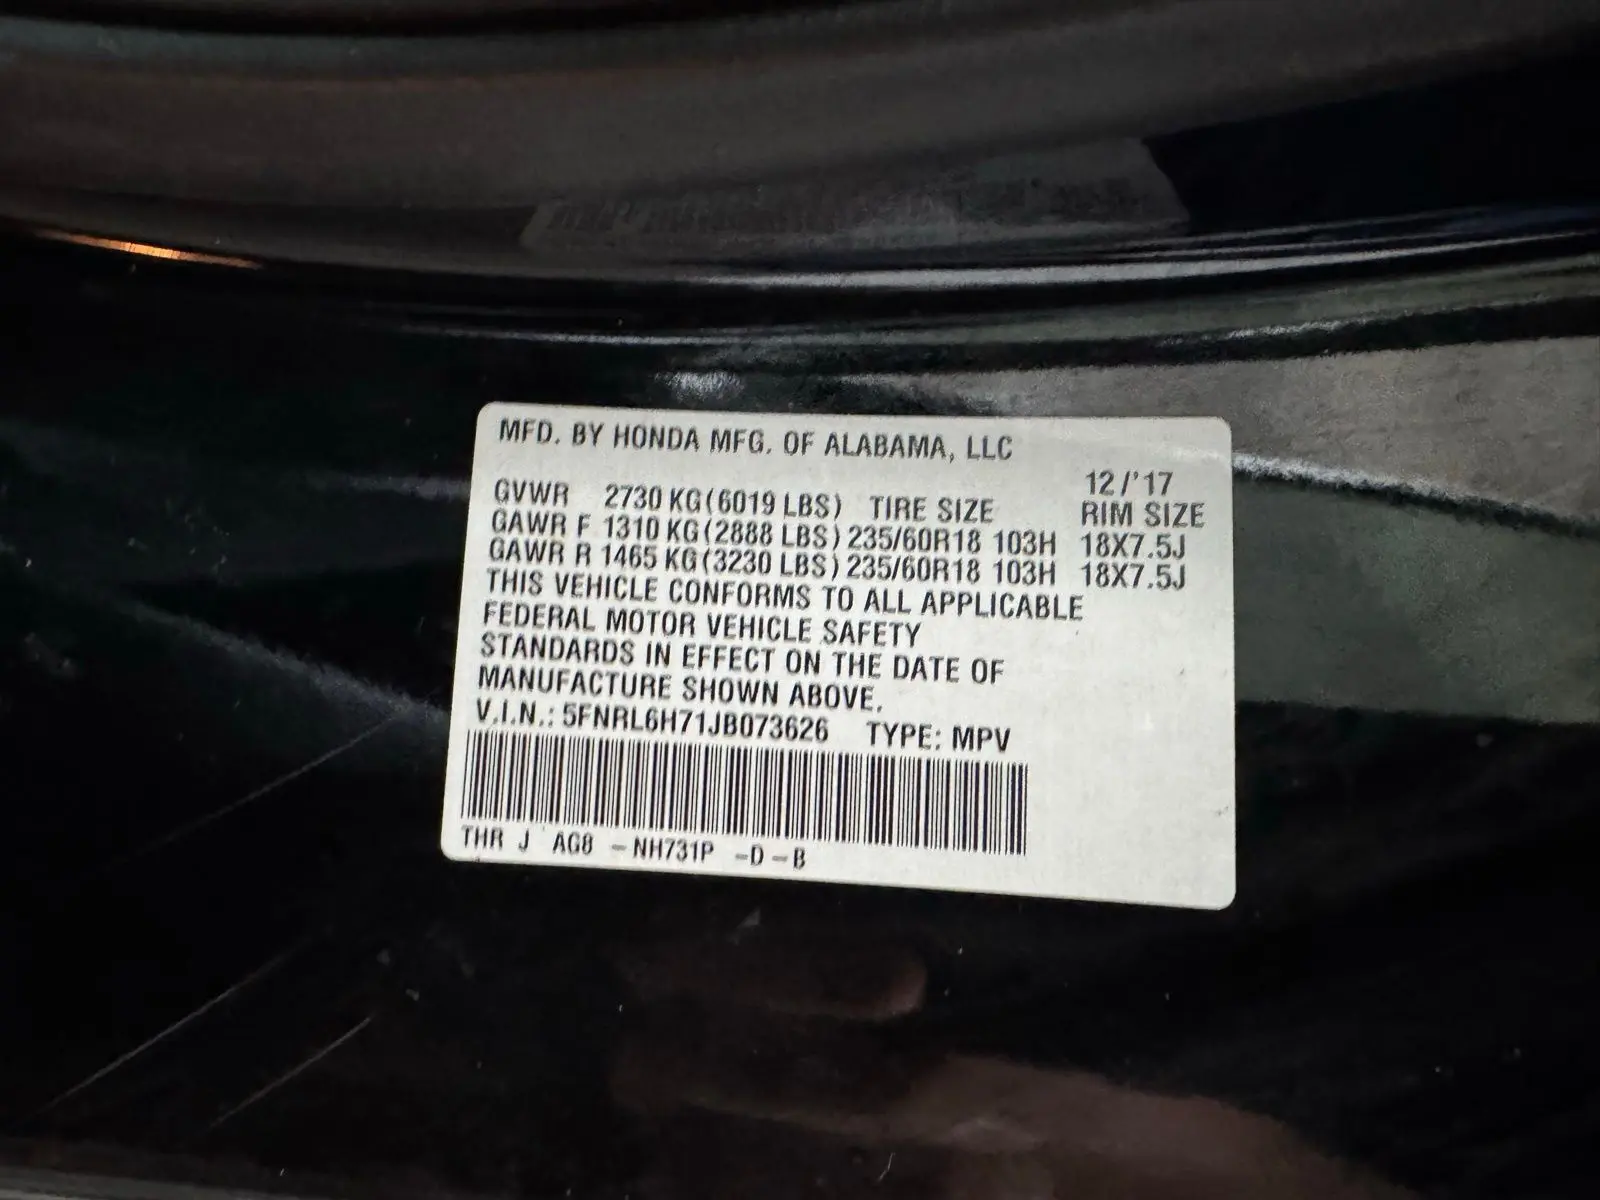 MFD. BY HONDA MFG. OF ALABAMA, LLC
12/'17
GVWR 2730 KG(6019 LBS) TIRE SIZE RIM SIZE
GAWR F 1310 KG(2888 LBS) 235/60R18 103H 18X7.5J
GAWR R 1465 KG(3230 LBS) 235/60R18 103H 18X7.5J
THIS VEHICLE CONFORMS TO ALL APPLICABLE
FEDERAL MOTOR VEHICLE SAFETY
STANDARDS IN EFFECT ON THE DATE OF
MANUFACTURE SHOWN ABOVE.
V.I.N.: 5FNRL6H71JB073626 TYPE: MPV
THR J AG8 -NH731P -D-B